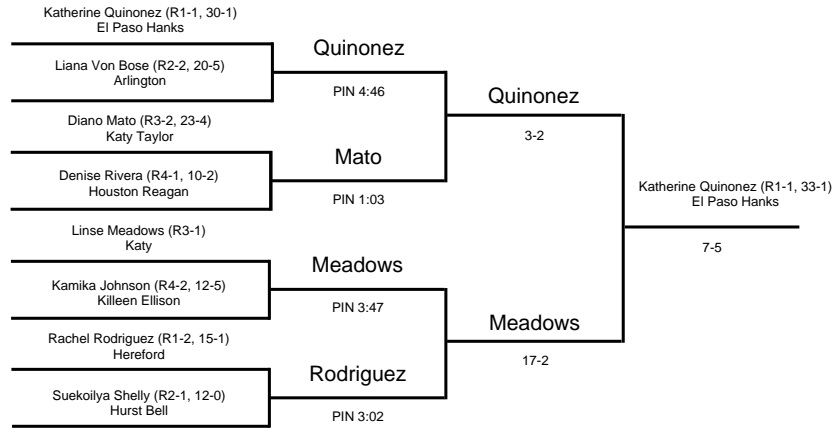 Katherine Quinonez (R1-1, 30-1)
El Paso Hanks
Liana Von Bose (R2-2, 20-5)
Arlington
Diano Mato (R3-2, 23-4)
Katy Taylor
Denise Rivera (R4-1, 10-2)
Houston Reagan
Linse Meadows (R3-1)
Katy
Kamika Johnson (R4-2, 12-5)
Killeen Ellison
Rachel Rodriguez (R1-2, 15-1)
Hereford
Suekoilya Shelly (R2-1, 12-0)
Hurst Bell
Quinonez
PIN 4:46
Mato
PIN 1:03
Meadows
PIN 3:47
Rodriguez
PIN 3:02
Quinonez
3-2
Meadows
17-2
Katherine Quinonez (R1-1, 33-1)
El Paso Hanks
7-5